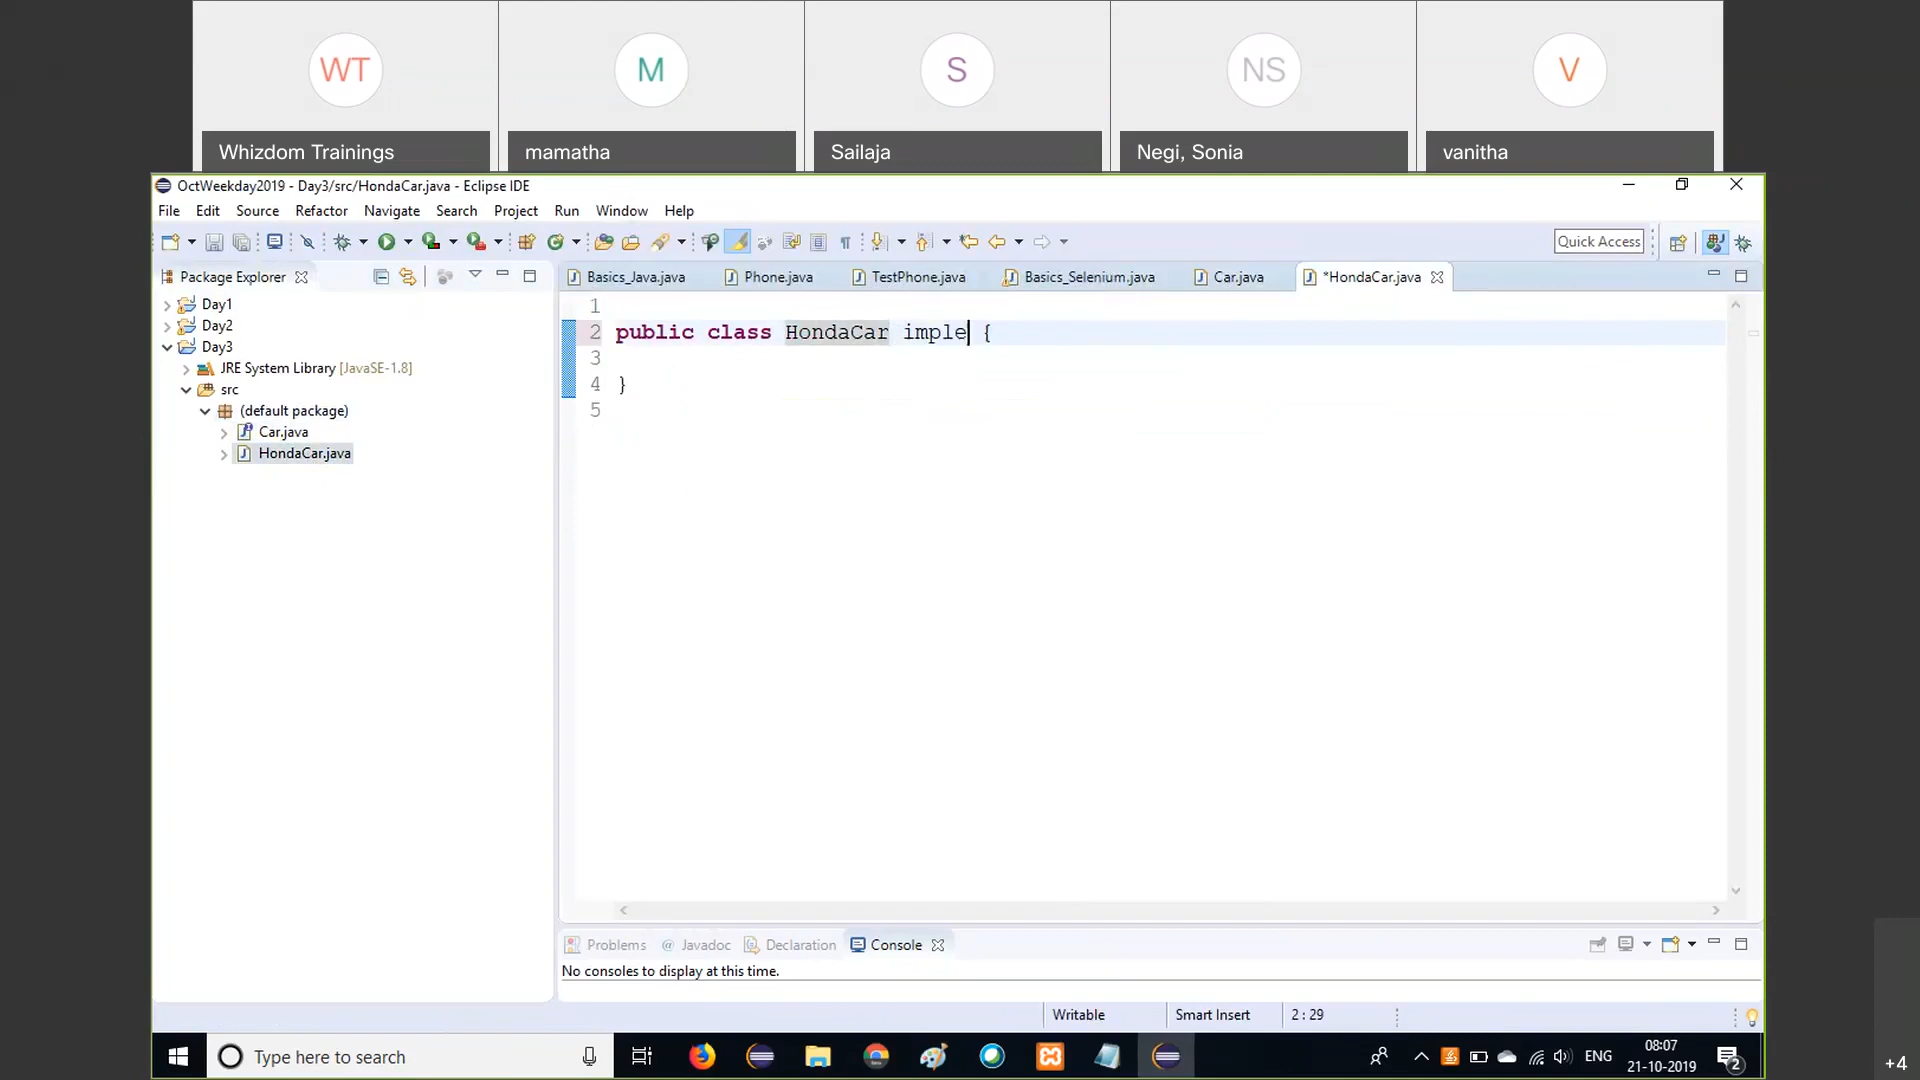 WT M S NS V
Whizdom Trainings mamatha Sailaja Negi, Sonia vanitha
OctWeekday2019 - Day3/src/HondaCar.java - Eclipse IDE
File Edit Source Refactor Navigate Search Project Run Window Help
Quick Access
Package Explorer
Basics_Java.java Phone.java TestPhone.java Basics_Selenium.java Car.java *HondaCar.java
Day1
Day2
Day3
JRE System Library [JavaSE-1.8]
src
(default package)
Car.java
HondaCar.java
1
2 public class HondaCar imple {
3
4 }
5
Problems @ Javadoc Declaration Console
No consoles to display at this time.
Writable Smart Insert 2 : 29
Type here to search
ENG
08:07
21-10-2019
2
+4